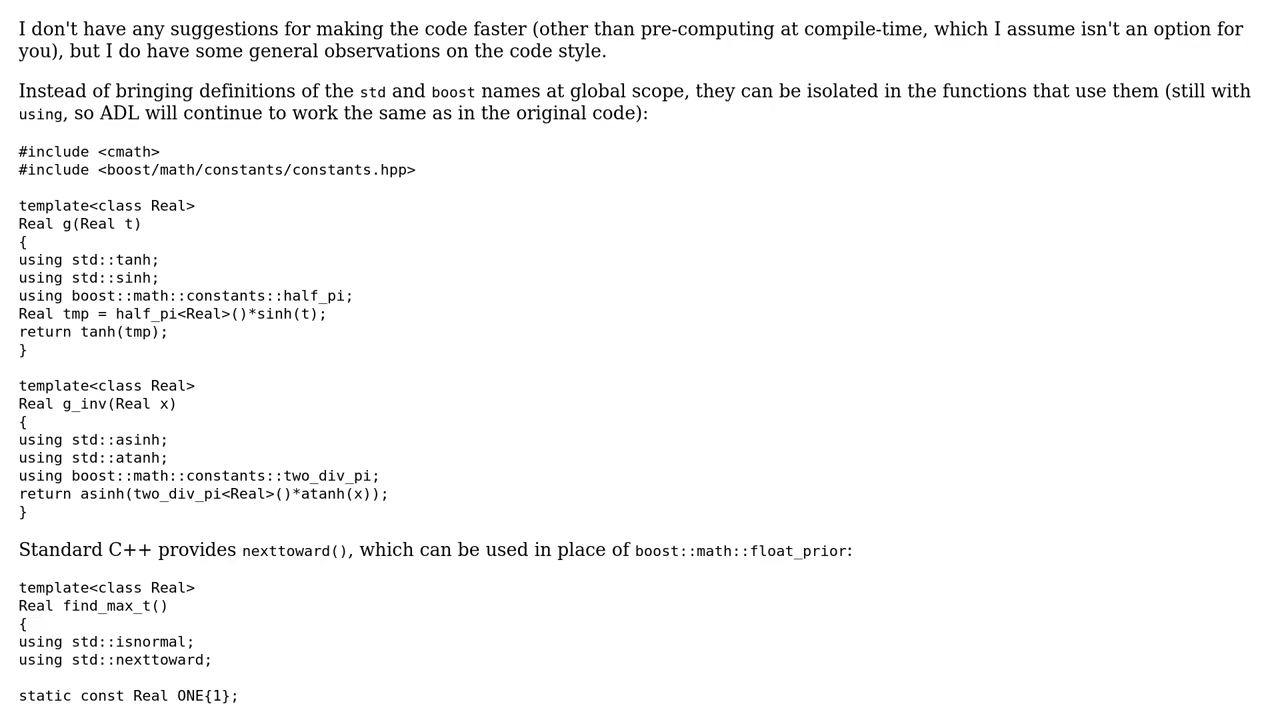 I don't have any suggestions for making the code faster (other than pre-computing at compile-time, which I assume isn't an option for
you), but I do have some general observations on the code style.
Instead of bringing definitions of the std and boost names at global scope, they can be isolated in the functions that use them (still with
using, so ADL will continue to work the same as in the original code):
#include <cmath>
#include <boost/math/constants/constants.hpp>
template<class Real>
Real g(Real t)
{
using std::tanh;
using std::sinh;
using boost::math::constants::half_pi;
Real tmp = half_pi<Real>()*sinh(t);
return tanh(tmp);
}
template<class Real>
Real g_inv(Real x)
{
using std::asinh;
using std::atanh;
using boost::math::constants::two_div_pi;
return asinh(two_div_pi<Real>()*atanh(x));
}
Standard C++ provides nexttoward(), which can be used in place of boost::math::float_prior:
template<class Real>
Real find_max_t()
{
using std::isnormal;
using std::nexttoward;
static const Real ONE{1};